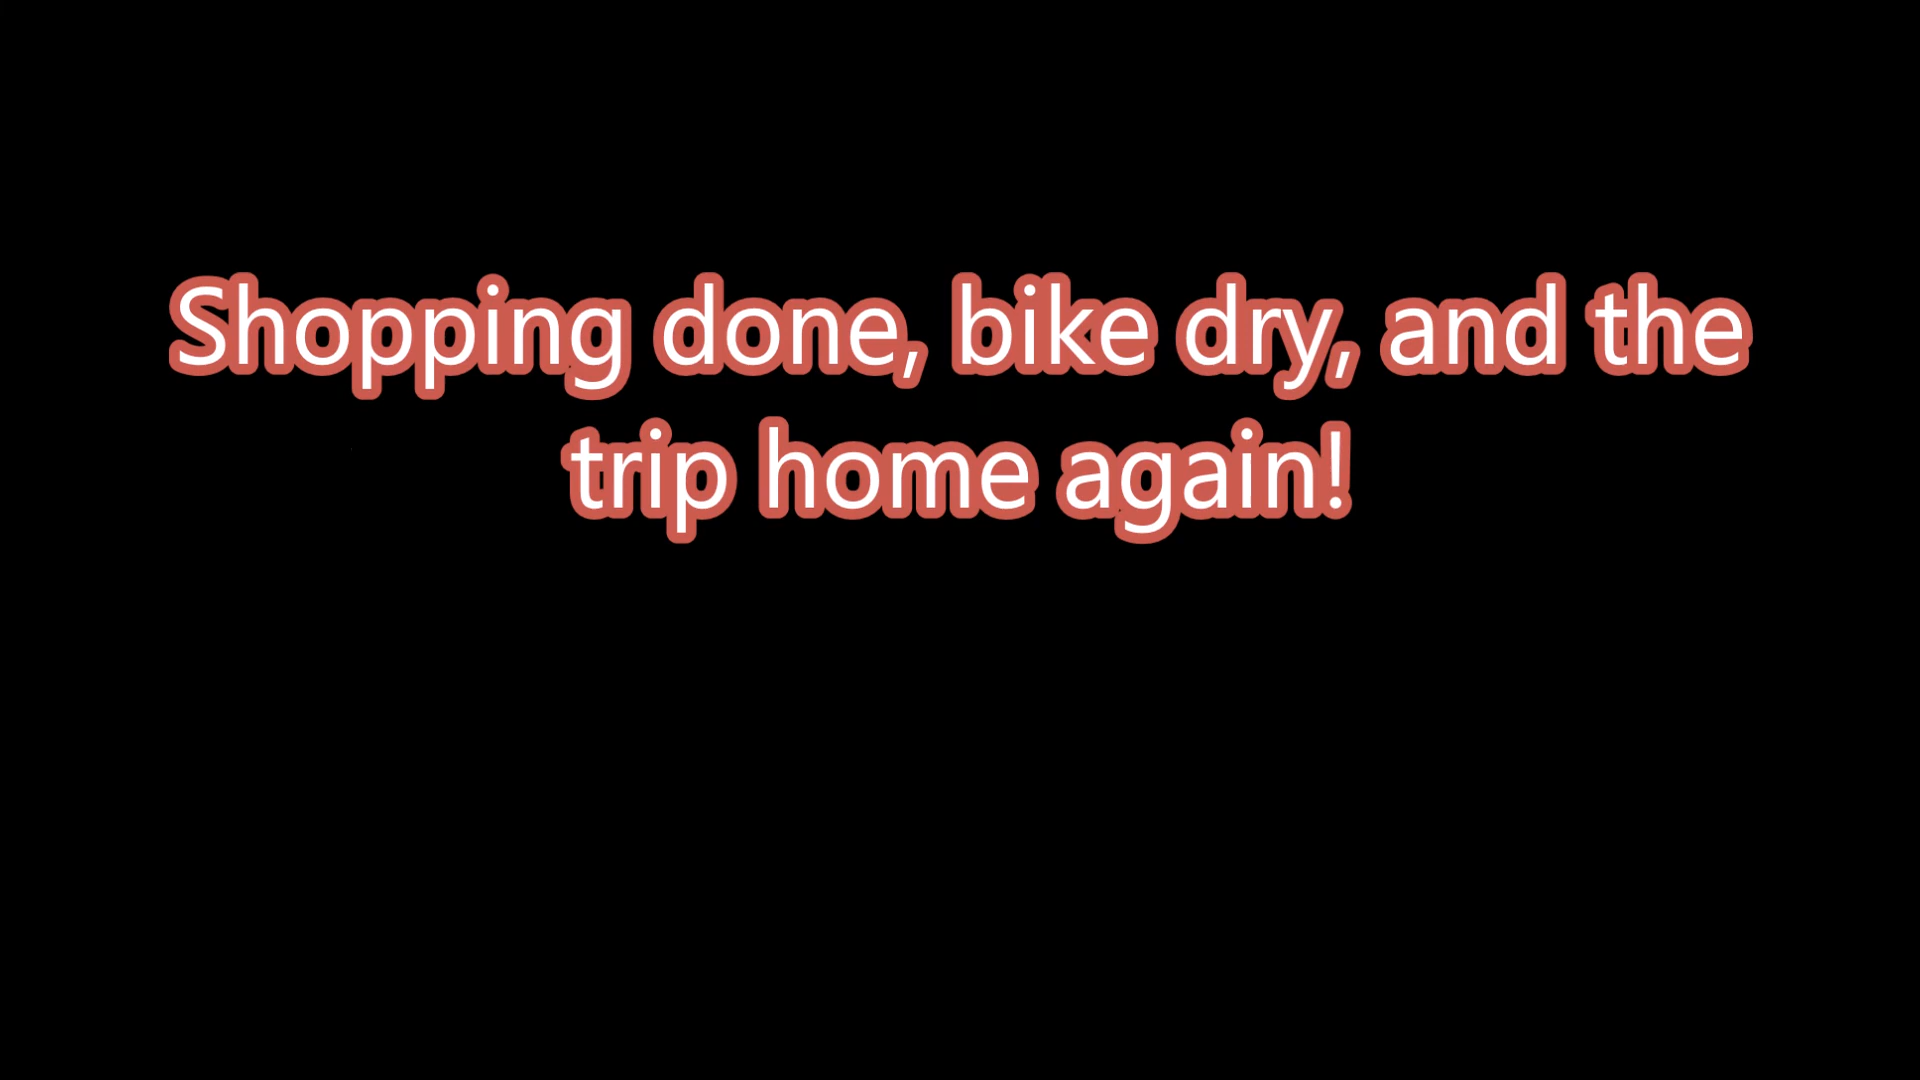 Shopping done, bike dry, and the
trip home again!